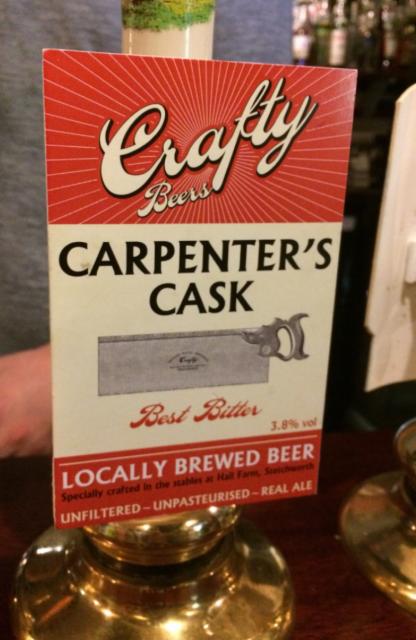 Crafty
Beers
CARPENTER'S
CASK
Crafty
Best Bitter
3.8% vol
LOCALLY BREWED BEER
Specially crafted in the stables at Hall Farm, Stetchworth
UNFILTERED – UNPASTEURISED – REAL ALE